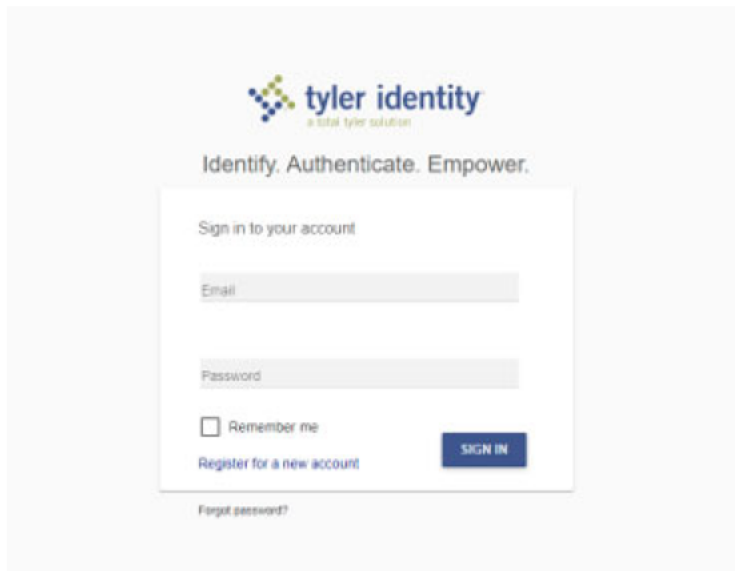 tyler identity
a total tyler solution
Identify. Authenticate. Empower.
Sign in to your account
Email
Password
Remember me
SIGN IN
Register for a new account
Forgot password?